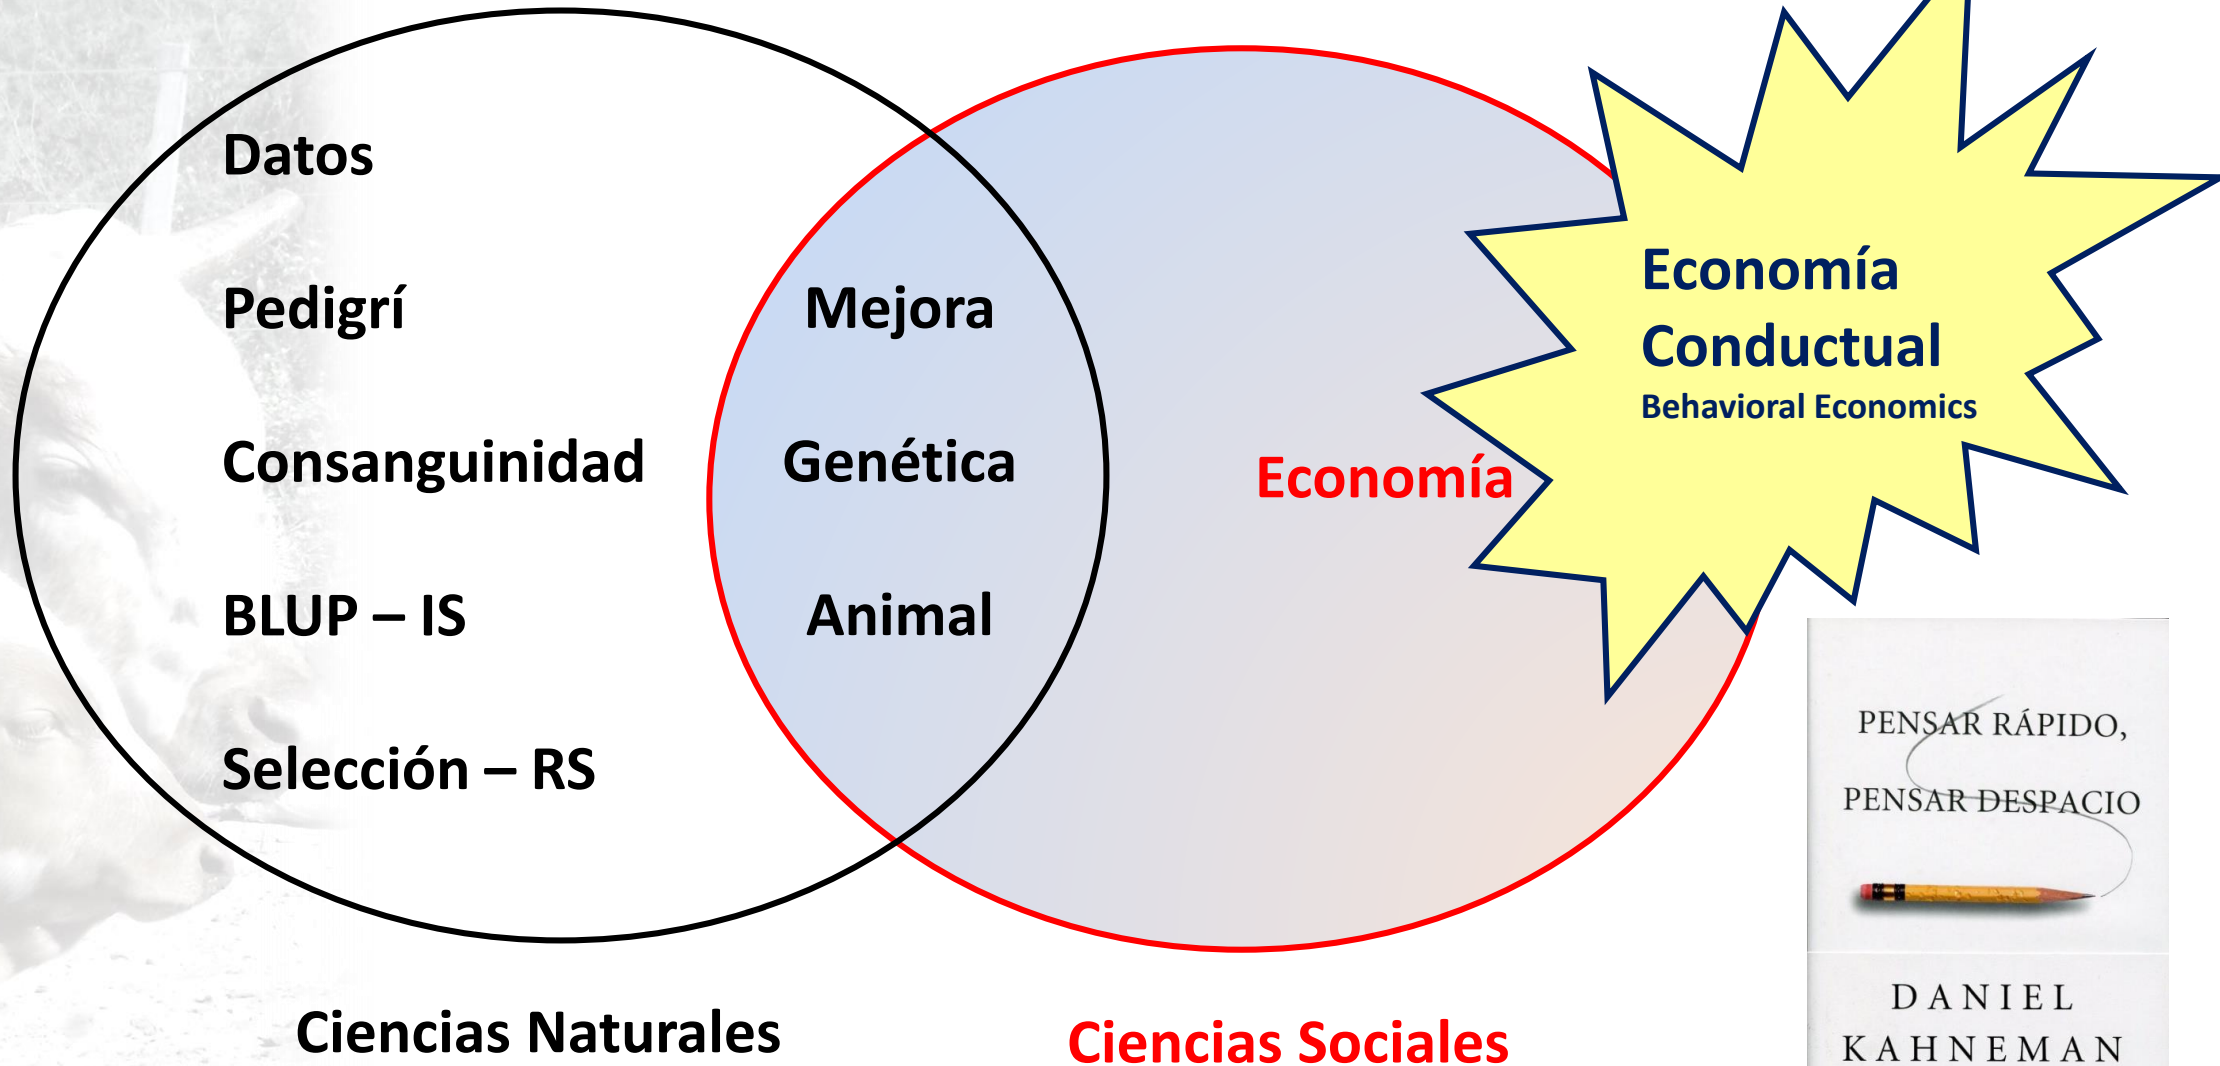 Datos
Pedigrí
Consanguinidad
BLUP – IS
Selección – RS
Mejora
Genética
Animal
Economía
Economía
Conductual
Behavioral Economics
PENSAR RÁPIDO,
PENSAR DESPACIO
DANIEL
KAHNEMAN
Ciencias Naturales
Ciencias Sociales